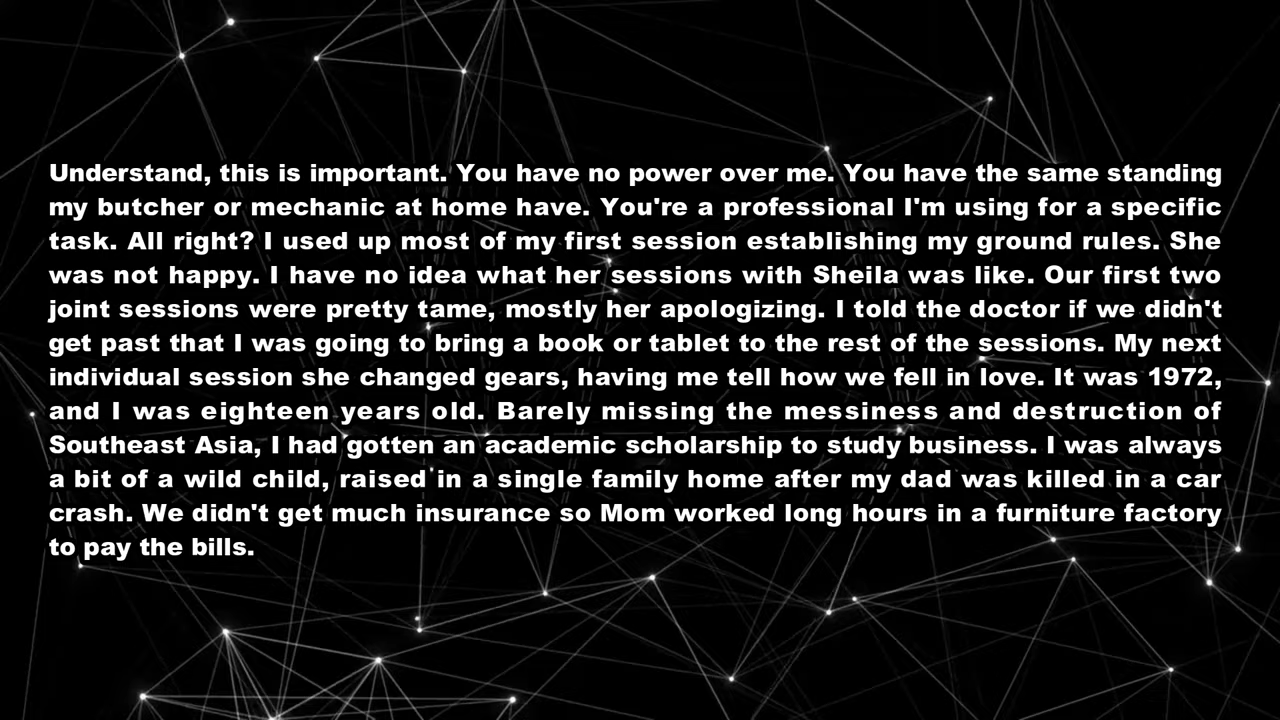 Understand, this is important. You have no power over me. You have the same standing
my butcher or mechanic at home have. You're a professional I'm using for a specific
task. All right? I used up most of my first session establishing my ground rules. She
was not happy. I have no idea what her sessions with Sheila was like. Our first two
joint sessions were pretty tame, mostly her apologizing. I told the doctor if we didn't
get past that I was going to bring a book or tablet to the rest of the sessions. My next
individual session she changed gears, having me tell how we fell in love. It was 1972,
and I was eighteen years old. Barely missing the messiness and destruction of
Southeast Asia, I had gotten an academic scholarship to study business. I was always
a bit of a wild child, raised in a single family home after my dad was killed in a car
crash. We didn't get much insurance so Mom worked long hours in a furniture factory
to pay the bills.